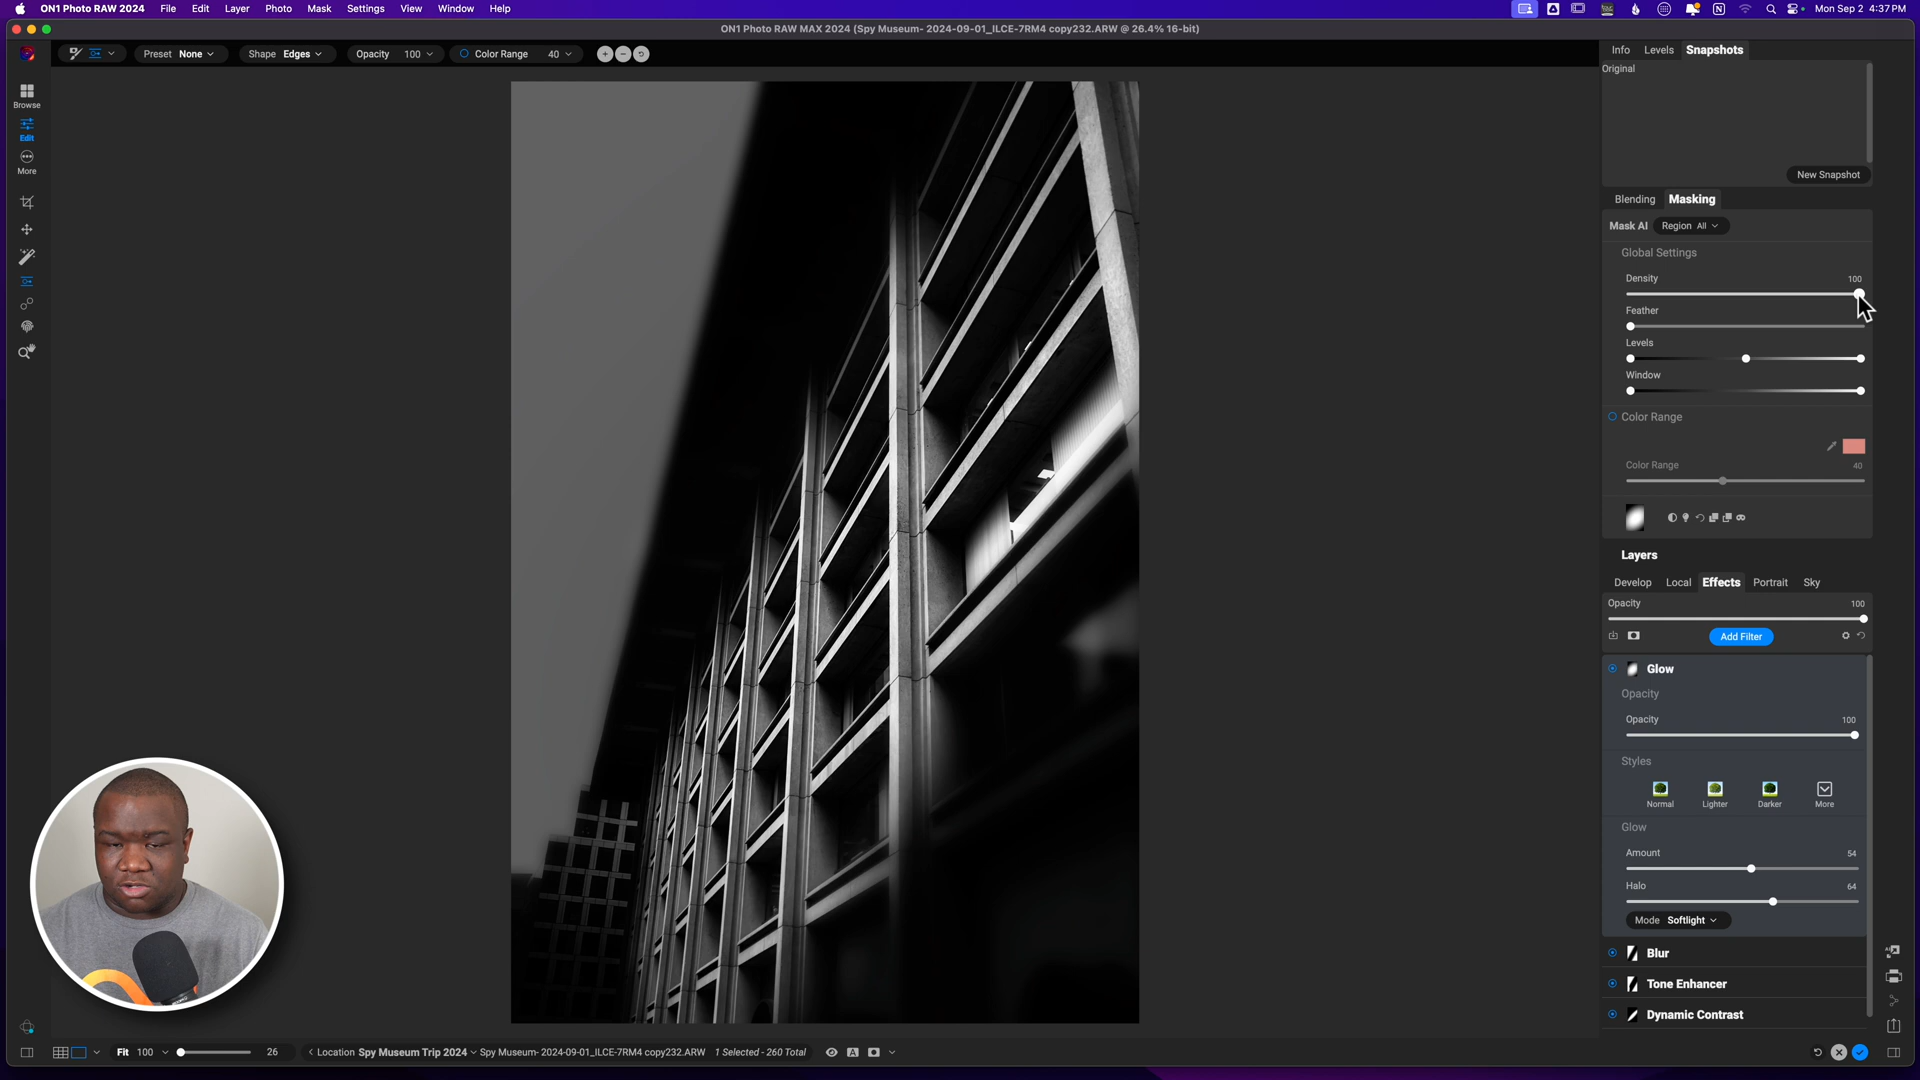 ON1 Photo RAW 2024 File Edit Layer Photo Mask Settings View Window Help Mon Sep 2 4:37 PM
ON1 Photo RAW MAX 2024 (Spy Museum- 2024-09-01_ILCE-7RM4 copy232.ARW @ 26.4% 16-bit)
Preset None Shape Edges Opacity 100 Color Range 40
Info Levels Snapshots
Original
Browse
Edit
More
New Snapshot
Blending Masking
Mask AI Region All
Global Settings
Density 100
Feather
Levels
Window
Color Range
Color Range 40
Layers
Develop Local Effects Portrait Sky
Opacity 100
Add Filter
Glow
Opacity
Opacity 100
Styles
Normal Lighter Darker More
Glow
Amount 54
Halo 64
Mode Softlight
Blur
Tone Enhancer
Dynamic Contrast
Fit 100 26 Location Spy Museum Trip 2024 Spy Museum- 2024-09-01_ILCE-7RM4 copy232.ARW 1 Selected - 260 Total A